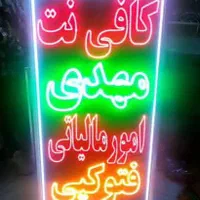 کافی نت
مهدی
امور مالیاتی
فتوکپی